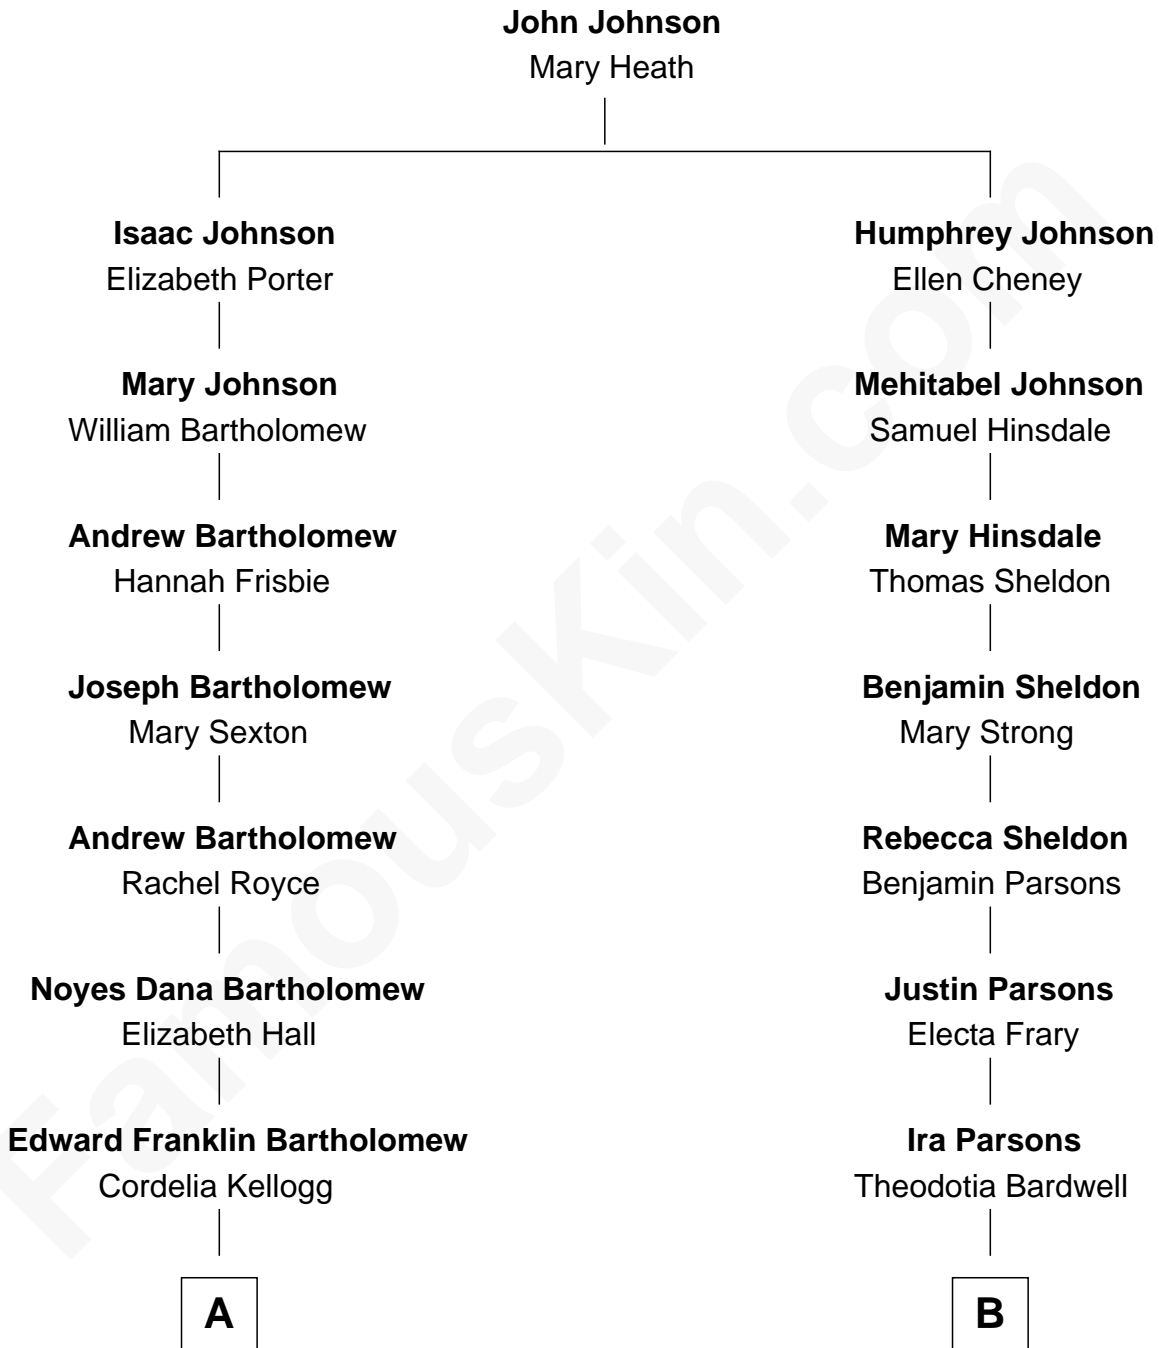 John Johnson
Mary Heath
Isaac Johnson
Elizabeth Porter
Humphrey Johnson
Ellen Cheney
Mary Johnson
William Bartholomew
Mehitabel Johnson
Samuel Hinsdale
Andrew Bartholomew
Hannah Frisbie
Mary Hinsdale
Thomas Sheldon
Joseph Bartholomew
Mary Sexton
Benjamin Sheldon
Mary Strong
Andrew Bartholomew
Rachel Royce
Rebecca Sheldon
Benjamin Parsons
Noyes Dana Bartholomew
Elizabeth Hall
Justin Parsons
Electa Frary
Edward Franklin Bartholomew
Cordelia Kellogg
Ira Parsons
Theodotia Bardwell
A
B
FamousKin.com